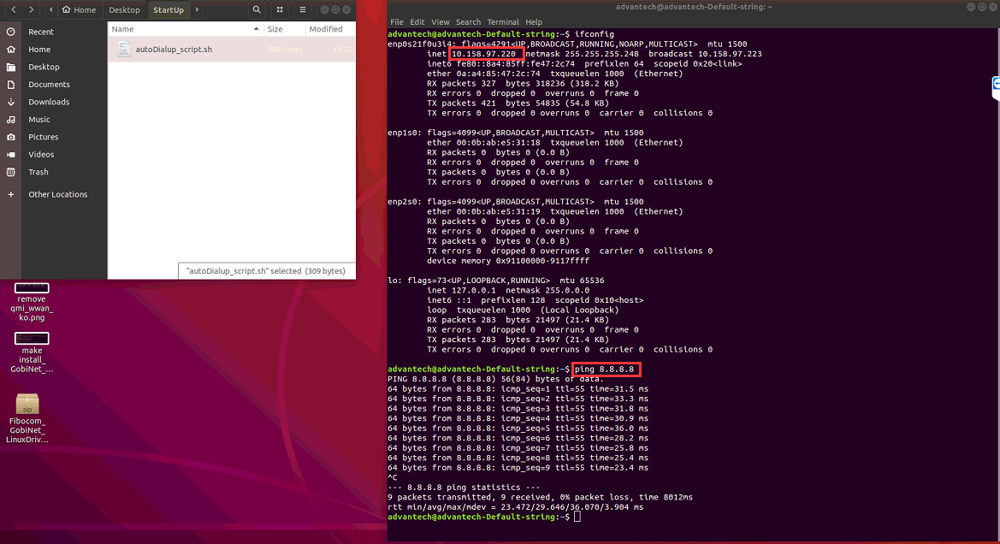 Home
Desktop
StartUp
Name
Size
Modified
autoDialup_script.sh
309 bytes
14:27
Recent
Home
Desktop
Documents
Downloads
Music
Pictures
Videos
Trash
+ Other Locations
"autoDialup_script.sh" selected (309 bytes)
remove
qmi_wwan_
ko.png
make
install_
GobiNet_...
zip
Fibocom_
GobiNet_
LinuxDriv...
advantech@advantech-Default-string: ~
File Edit View Search Terminal Help
advantech@advantech-Default-string:~$ ifconfig
enp0s21f0u3i4: flags=4291<UP,BROADCAST,RUNNING,NOARP,MULTICAST> mtu 1500
inet 10.158.97.220 netmask 255.255.255.248 broadcast 10.158.97.223
inet6 fe80::8a4:85ff:fe47:2c74 prefixlen 64 scopeid 0x20<link>
ether 0a:a4:85:47:2c:74 txqueuelen 1000 (Ethernet)
RX packets 327 bytes 318236 (318.2 KB)
RX errors 0 dropped 0 overruns 0 frame 0
TX packets 421 bytes 54835 (54.8 KB)
TX errors 0 dropped 0 overruns 0 carrier 0 collisions 0
enp1s0: flags=4099<UP,BROADCAST,MULTICAST> mtu 1500
ether 00:0b:ab:e5:31:18 txqueuelen 1000 (Ethernet)
RX packets 0 bytes 0 (0.0 B)
RX errors 0 dropped 0 overruns 0 frame 0
TX packets 0 bytes 0 (0.0 B)
TX errors 0 dropped 0 overruns 0 carrier 0 collisions 0
enp2s0: flags=4099<UP,BROADCAST,MULTICAST> mtu 1500
ether 00:0b:ab:e5:31:19 txqueuelen 1000 (Ethernet)
RX packets 0 bytes 0 (0.0 B)
RX errors 0 dropped 0 overruns 0 frame 0
TX packets 0 bytes 0 (0.0 B)
TX errors 0 dropped 0 overruns 0 carrier 0 collisions 0
device memory 0x91100000-9117ffff
lo: flags=73<UP,LOOPBACK,RUNNING> mtu 65536
inet 127.0.0.1 netmask 255.0.0.0
inet6 ::1 prefixlen 128 scopeid 0x10<host>
loop txqueuelen 1000 (Local Loopback)
RX packets 283 bytes 21497 (21.4 KB)
RX errors 0 dropped 0 overruns 0 frame 0
TX packets 283 bytes 21497 (21.4 KB)
TX errors 0 dropped 0 overruns 0 carrier 0 collisions 0
advantech@advantech-Default-string:~$ ping 8.8.8.8
PING 8.8.8.8 (8.8.8.8) 56(84) bytes of data.
64 bytes from 8.8.8.8: icmp_seq=1 ttl=55 time=31.5 ms
64 bytes from 8.8.8.8: icmp_seq=2 ttl=55 time=33.3 ms
64 bytes from 8.8.8.8: icmp_seq=3 ttl=55 time=31.8 ms
64 bytes from 8.8.8.8: icmp_seq=4 ttl=55 time=30.9 ms
64 bytes from 8.8.8.8: icmp_seq=5 ttl=55 time=36.0 ms
64 bytes from 8.8.8.8: icmp_seq=6 ttl=55 time=28.2 ms
64 bytes from 8.8.8.8: icmp_seq=7 ttl=55 time=25.8 ms
64 bytes from 8.8.8.8: icmp_seq=8 ttl=55 time=25.4 ms
64 bytes from 8.8.8.8: icmp_seq=9 ttl=55 time=23.4 ms
^C
--- 8.8.8.8 ping statistics ---
9 packets transmitted, 9 received, 0% packet loss, time 8012ms
rtt min/avg/max/mdev = 23.472/29.646/36.070/3.904 ms
advantech@advantech-Default-string:~$